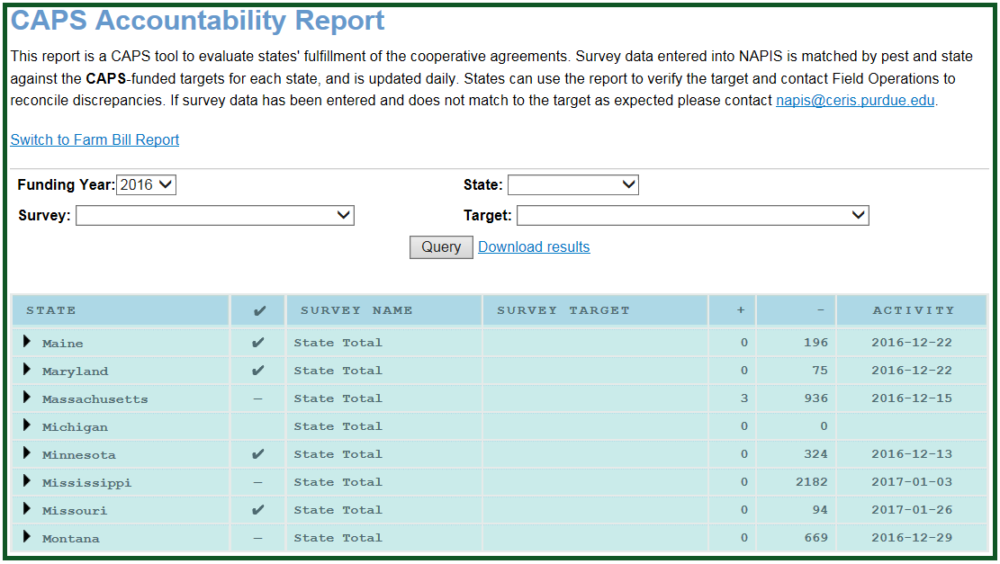 CAPS Accountability Report
This report is a CAPS tool to evaluate states' fulfillment of the cooperative agreements. Survey data entered into NAPIS is matched by pest and state
against the CAPS-funded targets for each state, and is updated daily. States can use the report to verify the target and contact Field Operations to
reconcile discrepancies. If survey data has been entered and does not match to the target as expected please contact napis@ceris.purdue.edu.
Switch to Farm Bill Report
Funding Year: 2016 State:
Survey: Target:
Query Download results
STATE ✔ SURVEY NAME SURVEY TARGET + - ACTIVITY
Maine ✔ State Total 0 196 2016-12-22
Maryland ✔ State Total 0 75 2016-12-22
Massachusetts — State Total 3 936 2016-12-15
Michigan State Total 0 0
Minnesota ✔ State Total 0 324 2016-12-13
Mississippi — State Total 0 2182 2017-01-03
Missouri ✔ State Total 0 94 2017-01-26
Montana — State Total 0 669 2016-12-29